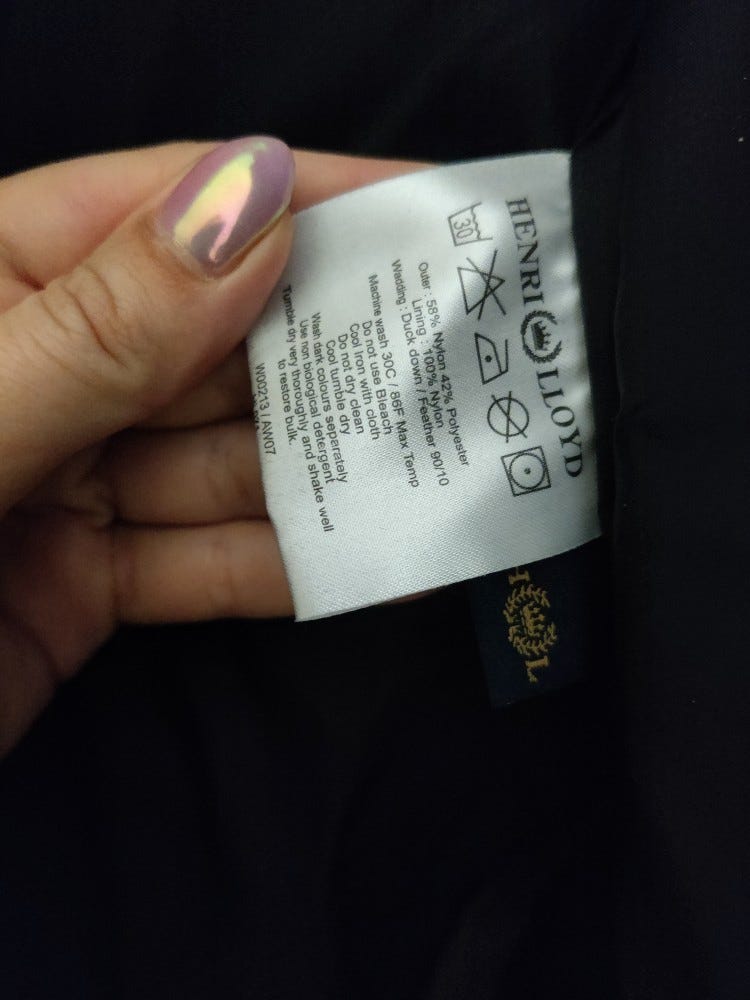 HENRI LLOYD
30
Outer : 58% Nylon 42% Polyester
Lining : 100% Nylon
Wadding : Duck down / Feather 90/10
Machine wash 30C / 86F Max Temp
Do not use Bleach
Cool Iron with cloth
Do not dry clean
Cool tumble dry
Wash dark colours separately
Use non biological detergent
Tumble dry very thoroughly and shake well
to restore bulk.
W00213 / AW07
H L